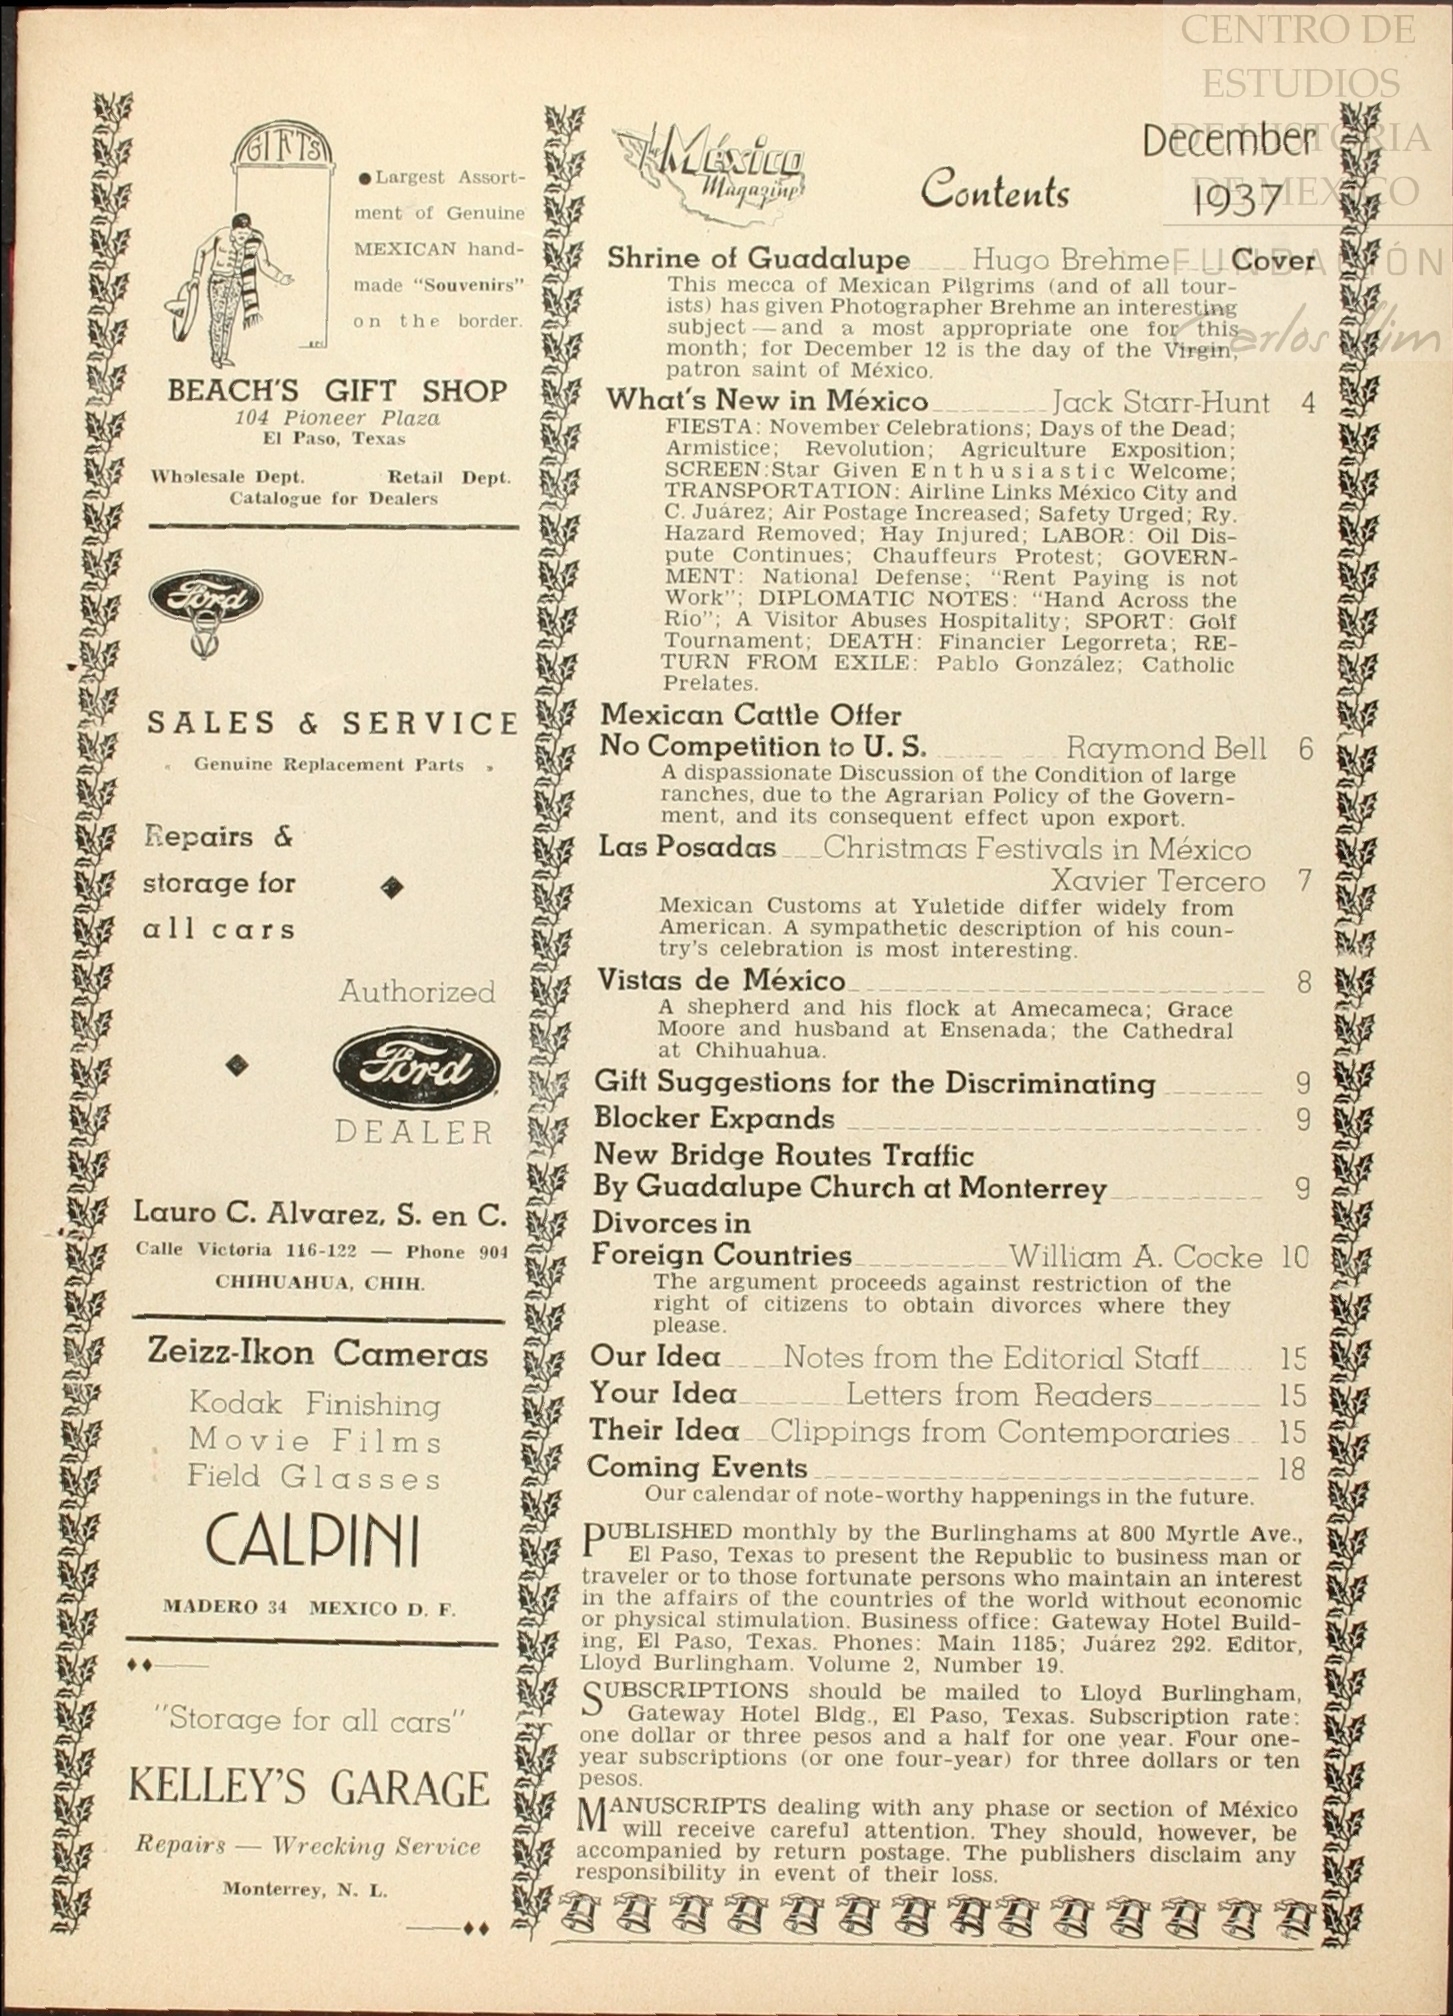 CENTRO DE
ESTUDIOS
DE HISTORIA
DE MEXICO
FUNDACIÓN
Carlos Slim
GIFTS
● Largest Assort-
ment of Genuine
MEXICAN hand-
made "Souvenirs"
on the border.
BEACH'S GIFT SHOP
104 Pioneer Plaza
El Paso, Texas
Wholesale Dept. Retail Dept.
Catalogue for Dealers
Ford
SALES & SERVICE
Genuine Replacement Parts
Repairs &
storage for
all cars
Authorized
Ford
DEALER
Lauro C. Alvarez, S. en C.
Calle Victoria 116-122 — Phone 904
CHIHUAHUA, CHIH.
Zeizz-Ikon Cameras
Kodak Finishing
Movie Films
Field Glasses
CALPINI
MADERO 34 MEXICO D. F.
"Storage for all cars"
KELLEY'S GARAGE
Repairs — Wrecking Service
Monterrey, N. L.
México
Magazine
Contents
December
1937
Shrine of Guadalupe Hugo Brehme Cover
This mecca of Mexican Pilgrims (and of all tour-
ists) has given Photographer Brehme an interesting
subject — and a most appropriate one for this
month; for December 12 is the day of the Virgin,
patron saint of México.
What's New in México Jack Starr-Hunt 4
FIESTA: November Celebrations; Days of the Dead;
Armistice; Revolution; Agriculture Exposition;
SCREEN:Star Given Enthusiastic Welcome;
TRANSPORTATION: Airline Links México City and
C. Juárez; Air Postage Increased; Safety Urged; Ry.
Hazard Removed; Hay Injured; LABOR: Oil Dis-
pute Continues; Chauffeurs Protest; GOVERN-
MENT: National Defense; "Rent Paying is not
Work"; DIPLOMATIC NOTES: "Hand Across the
Rio"; A Visitor Abuses Hospitality; SPORT: Golf
Tournament; DEATH: Financier Legorreta; RE-
TURN FROM EXILE: Pablo González; Catholic
Prelates.
Mexican Cattle Offer
No Competition to U. S. Raymond Bell 6
A dispassionate Discussion of the Condition of large
ranches, due to the Agrarian Policy of the Govern-
ment, and its consequent effect upon export.
Las Posadas Christmas Festivals in México
Xavier Tercero 7
Mexican Customs at Yuletide differ widely from
American. A sympathetic description of his coun-
try's celebration is most interesting.
Vistas de México 8
A shepherd and his flock at Amecameca; Grace
Moore and husband at Ensenada; the Cathedral
at Chihuahua.
Gift Suggestions for the Discriminating 9
Blocker Expands 9
New Bridge Routes Traffic
By Guadalupe Church at Monterrey 9
Divorces in
Foreign Countries William A. Cocke 10
The argument proceeds against restriction of the
right of citizens to obtain divorces where they
please.
Our Idea Notes from the Editorial Staff 15
Your Idea Letters from Readers 15
Their Idea Clippings from Contemporaries 15
Coming Events 18
Our calendar of note-worthy happenings in the future.
PUBLISHED monthly by the Burlinghams at 800 Myrtle Ave.,
El Paso, Texas to present the Republic to business man or
traveler or to those fortunate persons who maintain an interest
in the affairs of the countries of the world without economic
or physical stimulation. Business office: Gateway Hotel Build-
ing, El Paso, Texas. Phones: Main 1185; Juárez 292. Editor,
Lloyd Burlingham. Volume 2, Number 19.
SUBSCRIPTIONS should be mailed to Lloyd Burlingham,
Gateway Hotel Bldg., El Paso, Texas. Subscription rate:
one dollar or three pesos and a half for one year. Four one-
year subscriptions (or one four-year) for three dollars or ten
pesos.
MANUSCRIPTS dealing with any phase or section of México
will receive careful attention. They should, however, be
accompanied by return postage. The publishers disclaim any
responsibility in event of their loss.